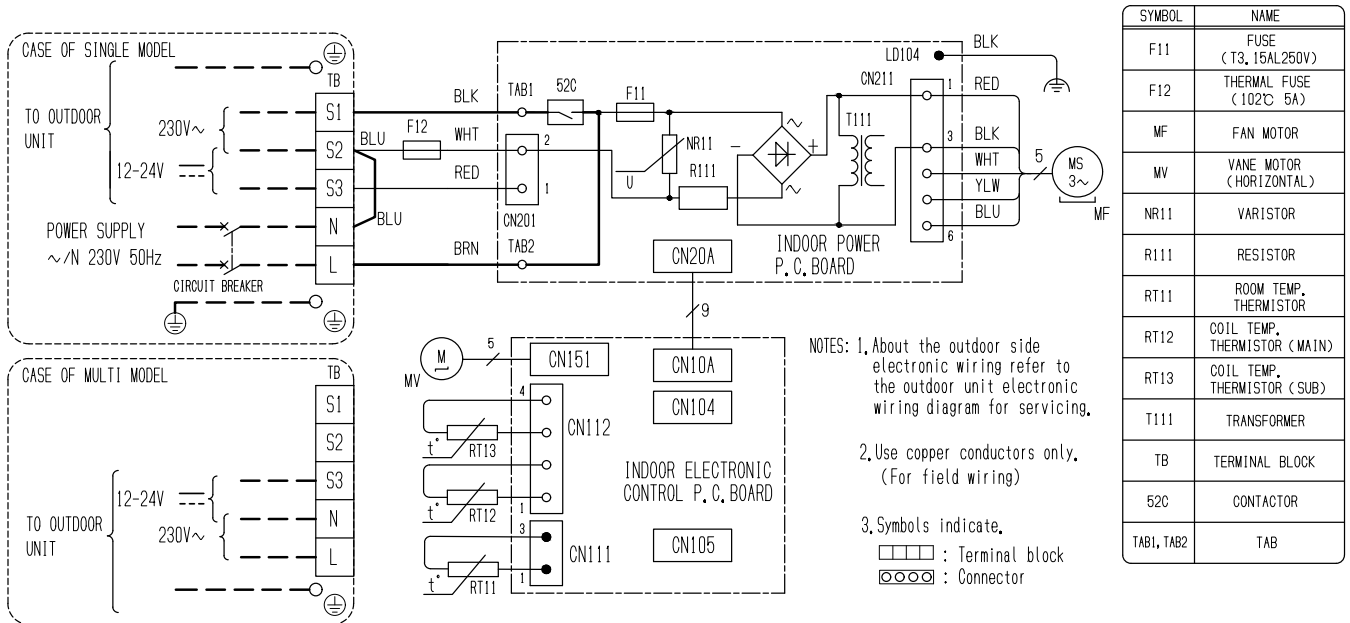 CASE OF SINGLE MODEL
TB
TO OUTDOOR
UNIT
230V~
12-24V
S1
S2
S3
N
L
POWER SUPPLY
~/N 230V 50Hz
CIRCUIT BREAKER
BLU
F12
WHT
BLK
RED
BLU
BRN
TAB1
52C
F11
2
1
CN201
TAB2
NR11
U
R111
~
~
−
+
T111
LD104
CN211
1
3
6
BLK
RED
BLK
WHT
YLW
BLU
5
MS
3~
MF
INDOOR POWER
P.C.BOARD
CN20A
9
CASE OF MULTI MODEL
TB
S1
S2
S3
N
L
12-24V
230V~
TO OUTDOOR
UNIT
M
MV
5
CN151
CN10A
CN104
4
CN112
1
t°
RT13
t°
RT12
3
CN111
1
t°
RT11
INDOOR ELECTRONIC
CONTROL P.C.BOARD
CN105
NOTES: 1.About the outdoor side
electronic wiring refer to
the outdoor unit electronic
wiring diagram for servicing.
2.Use copper conductors only.
(For field wiring)
3.Symbols indicate.
: Terminal block
: Connector
SYMBOL NAME
F11 FUSE
(T3.15AL250V)
F12 THERMAL FUSE
(102℃ 5A)
MF FAN MOTOR
MV VANE MOTOR
(HORIZONTAL)
NR11 VARISTOR
R111 RESISTOR
RT11 ROOM TEMP.
THERMISTOR
RT12 COIL TEMP.
THERMISTOR (MAIN)
RT13 COIL TEMP.
THERMISTOR (SUB)
T111 TRANSFORMER
TB TERMINAL BLOCK
52C CONTACTOR
TAB1,TAB2 TAB